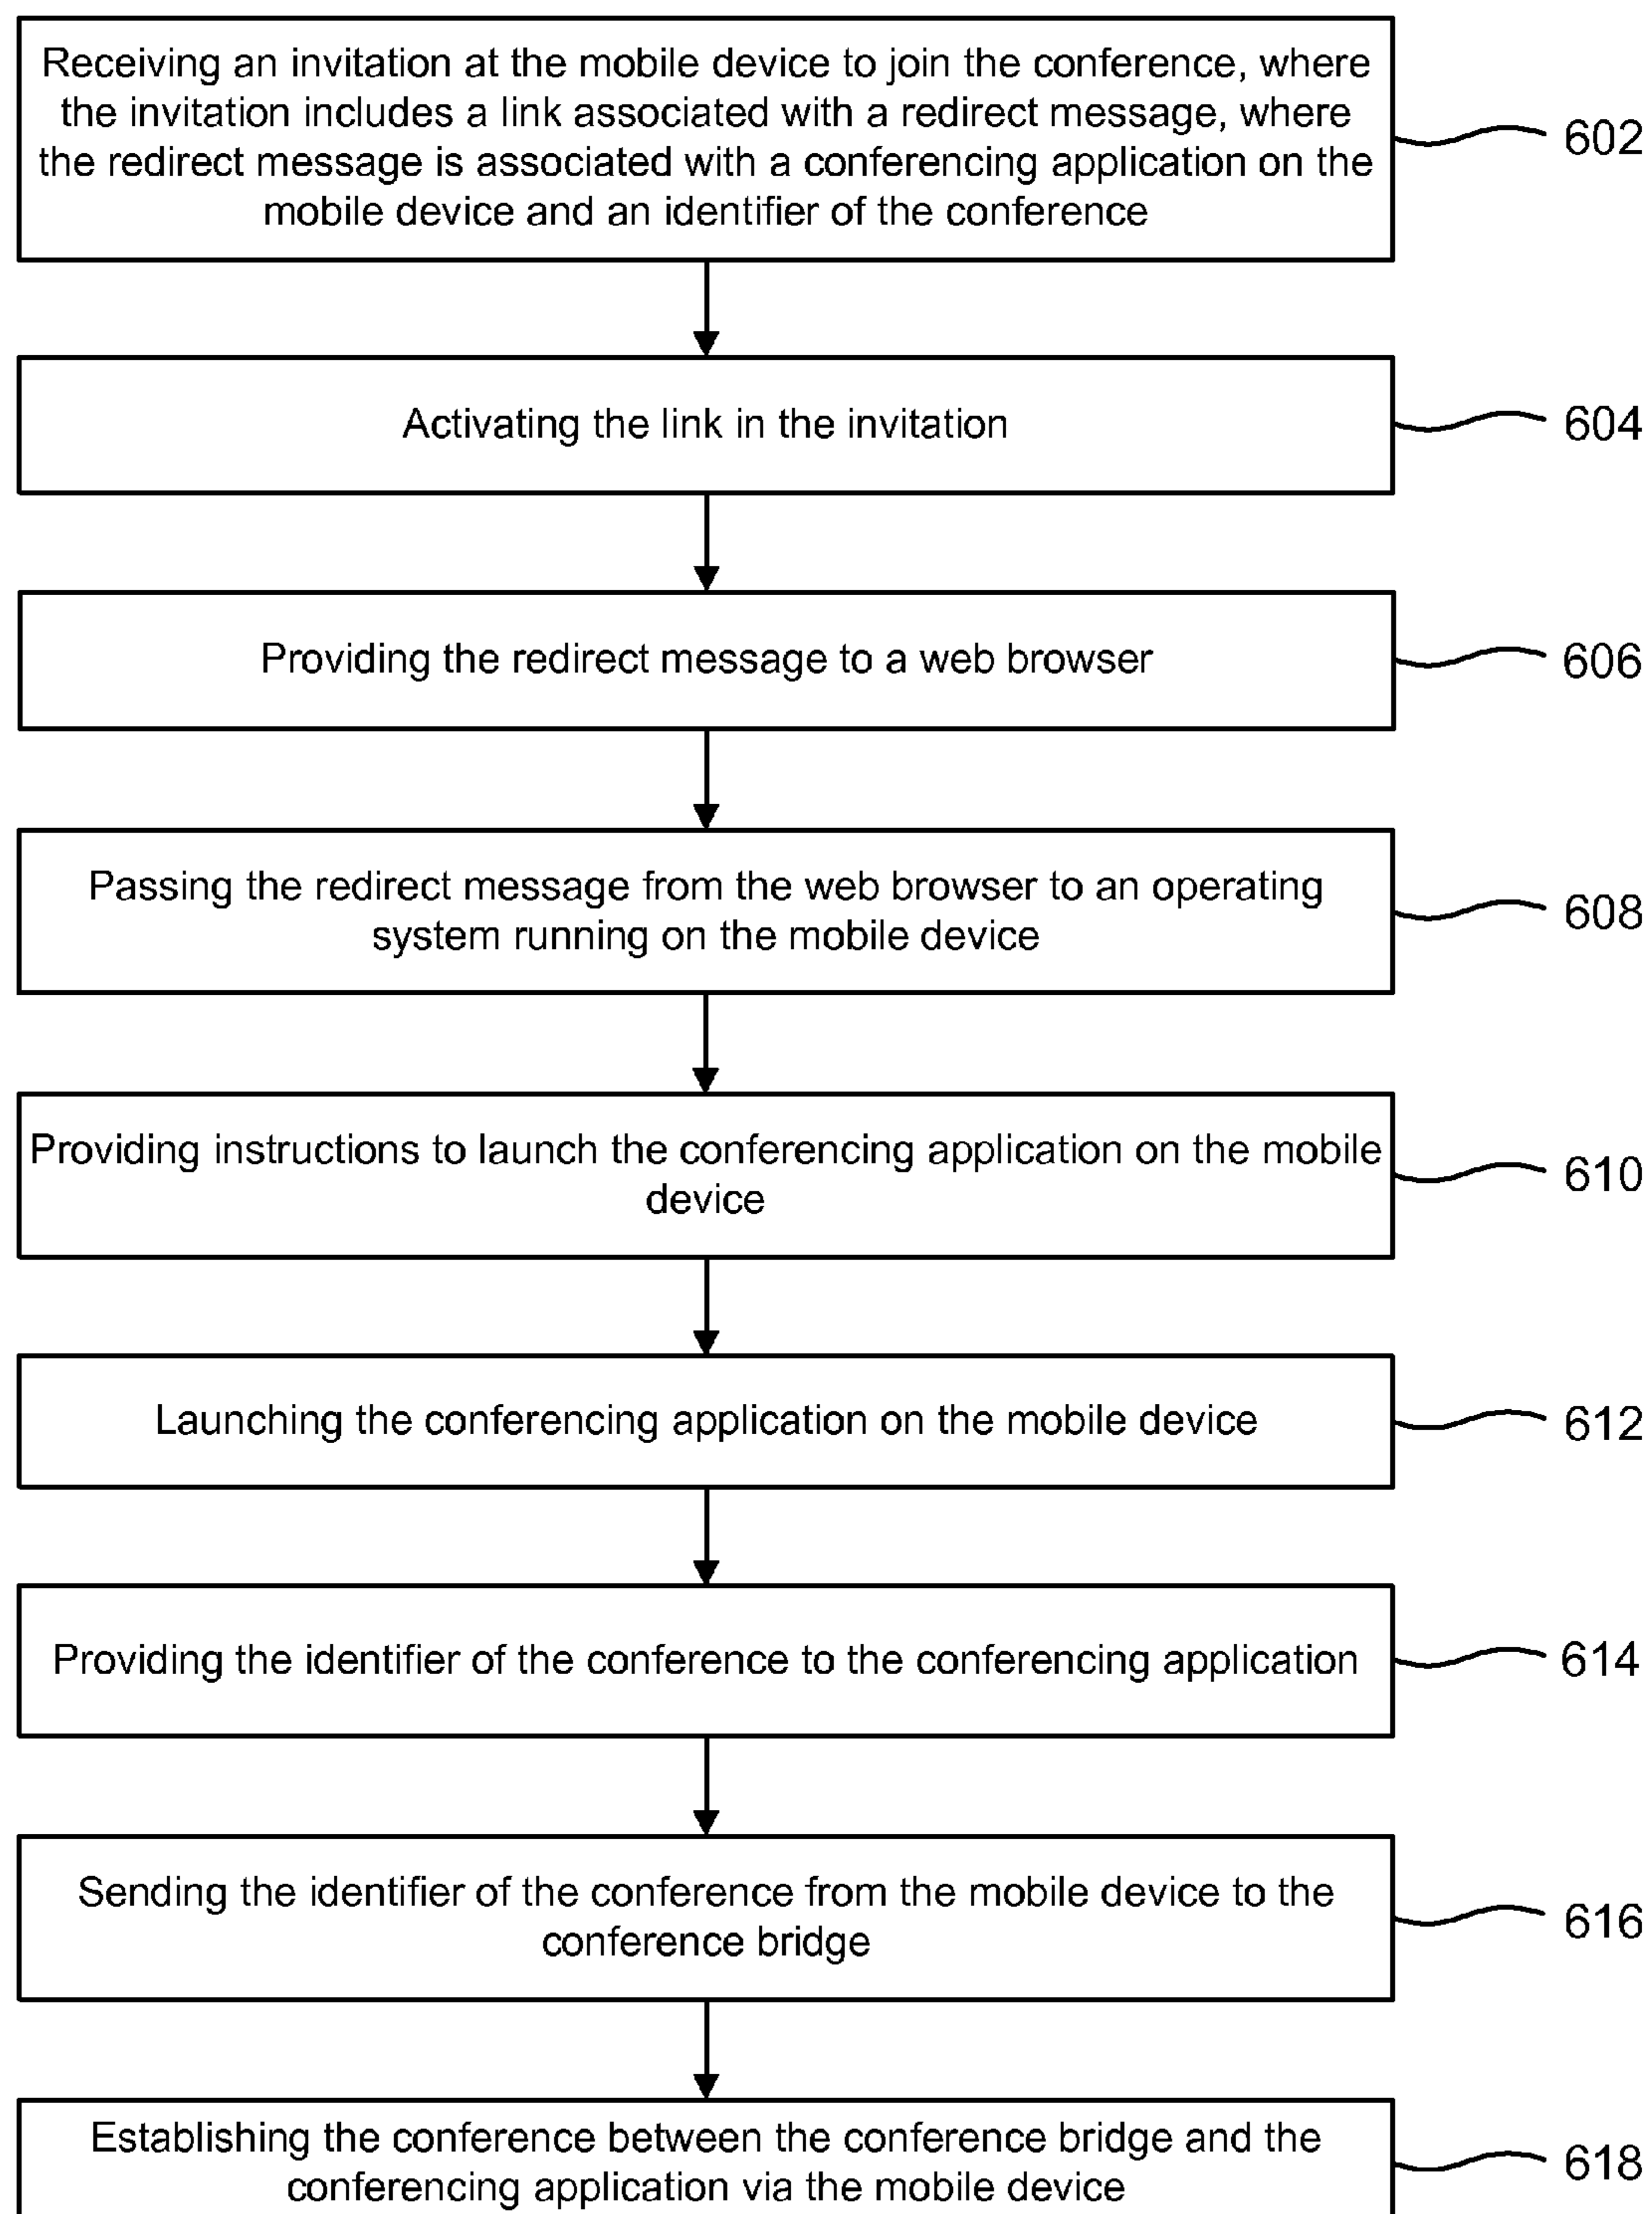 Receiving an invitation at the mobile device to join the conference, where
the invitation includes a link associated with a redirect message, where
the redirect message is associated with a conferencing application on the
mobile device and an identifier of the conference
602
Activating the link in the invitation
604
Providing the redirect message to a web browser
606
Passing the redirect message from the web browser to an operating
system running on the mobile device
608
Providing instructions to launch the conferencing application on the mobile
device
610
Launching the conferencing application on the mobile device
612
Providing the identifier of the conference to the conferencing application
614
Sending the identifier of the conference from the mobile device to the
conference bridge
616
Establishing the conference between the conference bridge and the
conferencing application via the mobile device
618